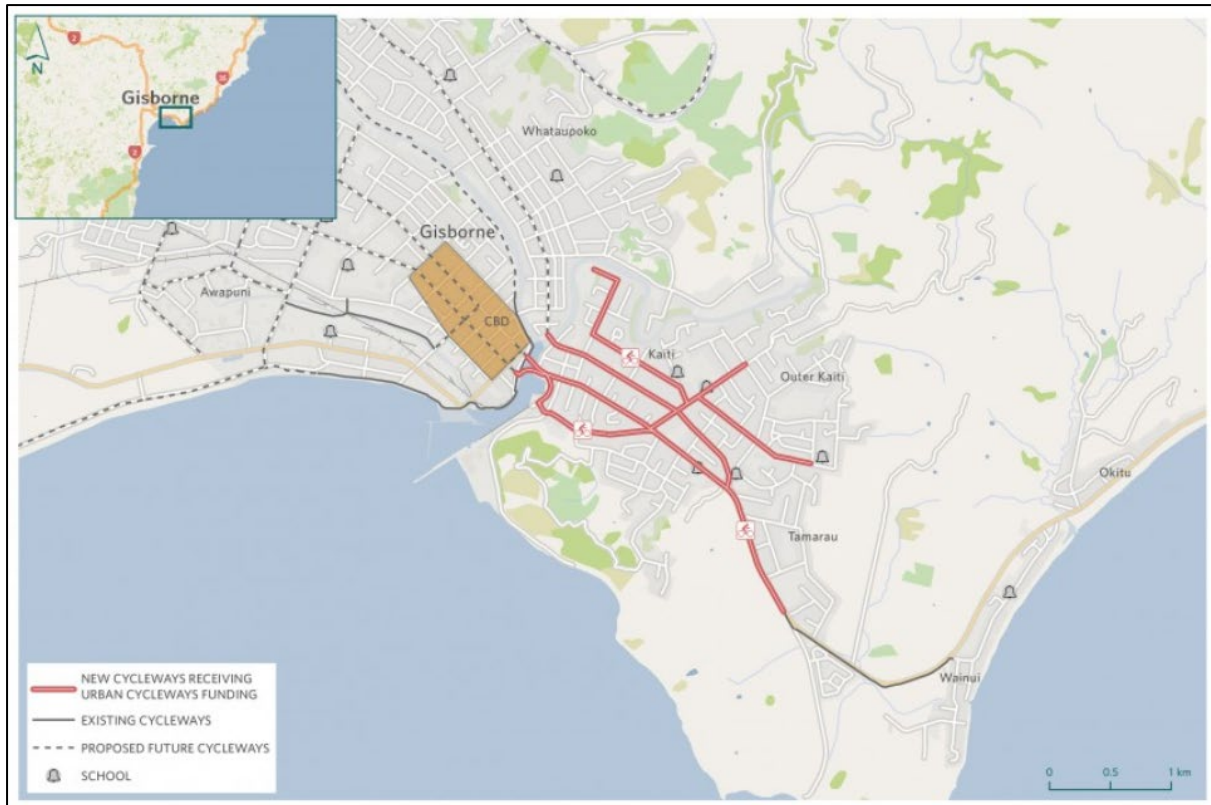 N
2
35
Gisborne
2
Whataupoko
Gisborne
Awapuni
CBD
Kaiti
Outer Kaiti
Okitu
Tamarau
Wainui
NEW CYCLEWAYS RECEIVING
URBAN CYCLEWAYS FUNDING
EXISTING CYCLEWAYS
PROPOSED FUTURE CYCLEWAYS
SCHOOL
0 0.5 1 km